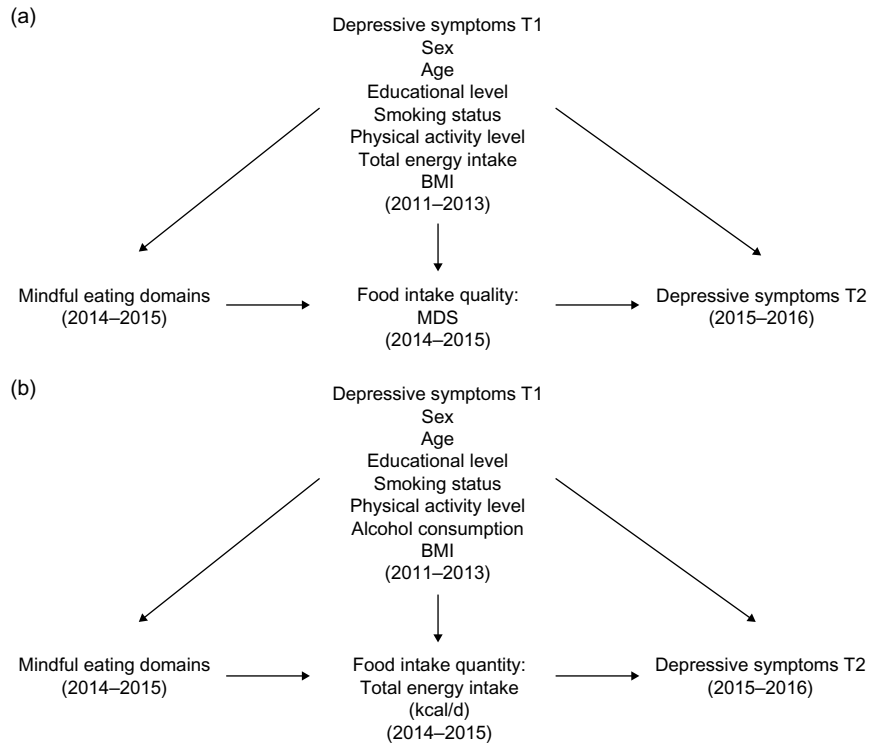 (a)
Depressive symptoms T1
Sex
Age
Educational level
Smoking status
Physical activity level
Total energy intake
BMI
(2011–2013)
Mindful eating domains
(2014–2015)
Food intake quality:
MDS
(2014–2015)
Depressive symptoms T2
(2015–2016)
(b)
Depressive symptoms T1
Sex
Age
Educational level
Smoking status
Physical activity level
Alcohol consumption
BMI
(2011–2013)
Mindful eating domains
(2014–2015)
Food intake quantity:
Total energy intake
(kcal/d)
(2014–2015)
Depressive symptoms T2
(2015–2016)